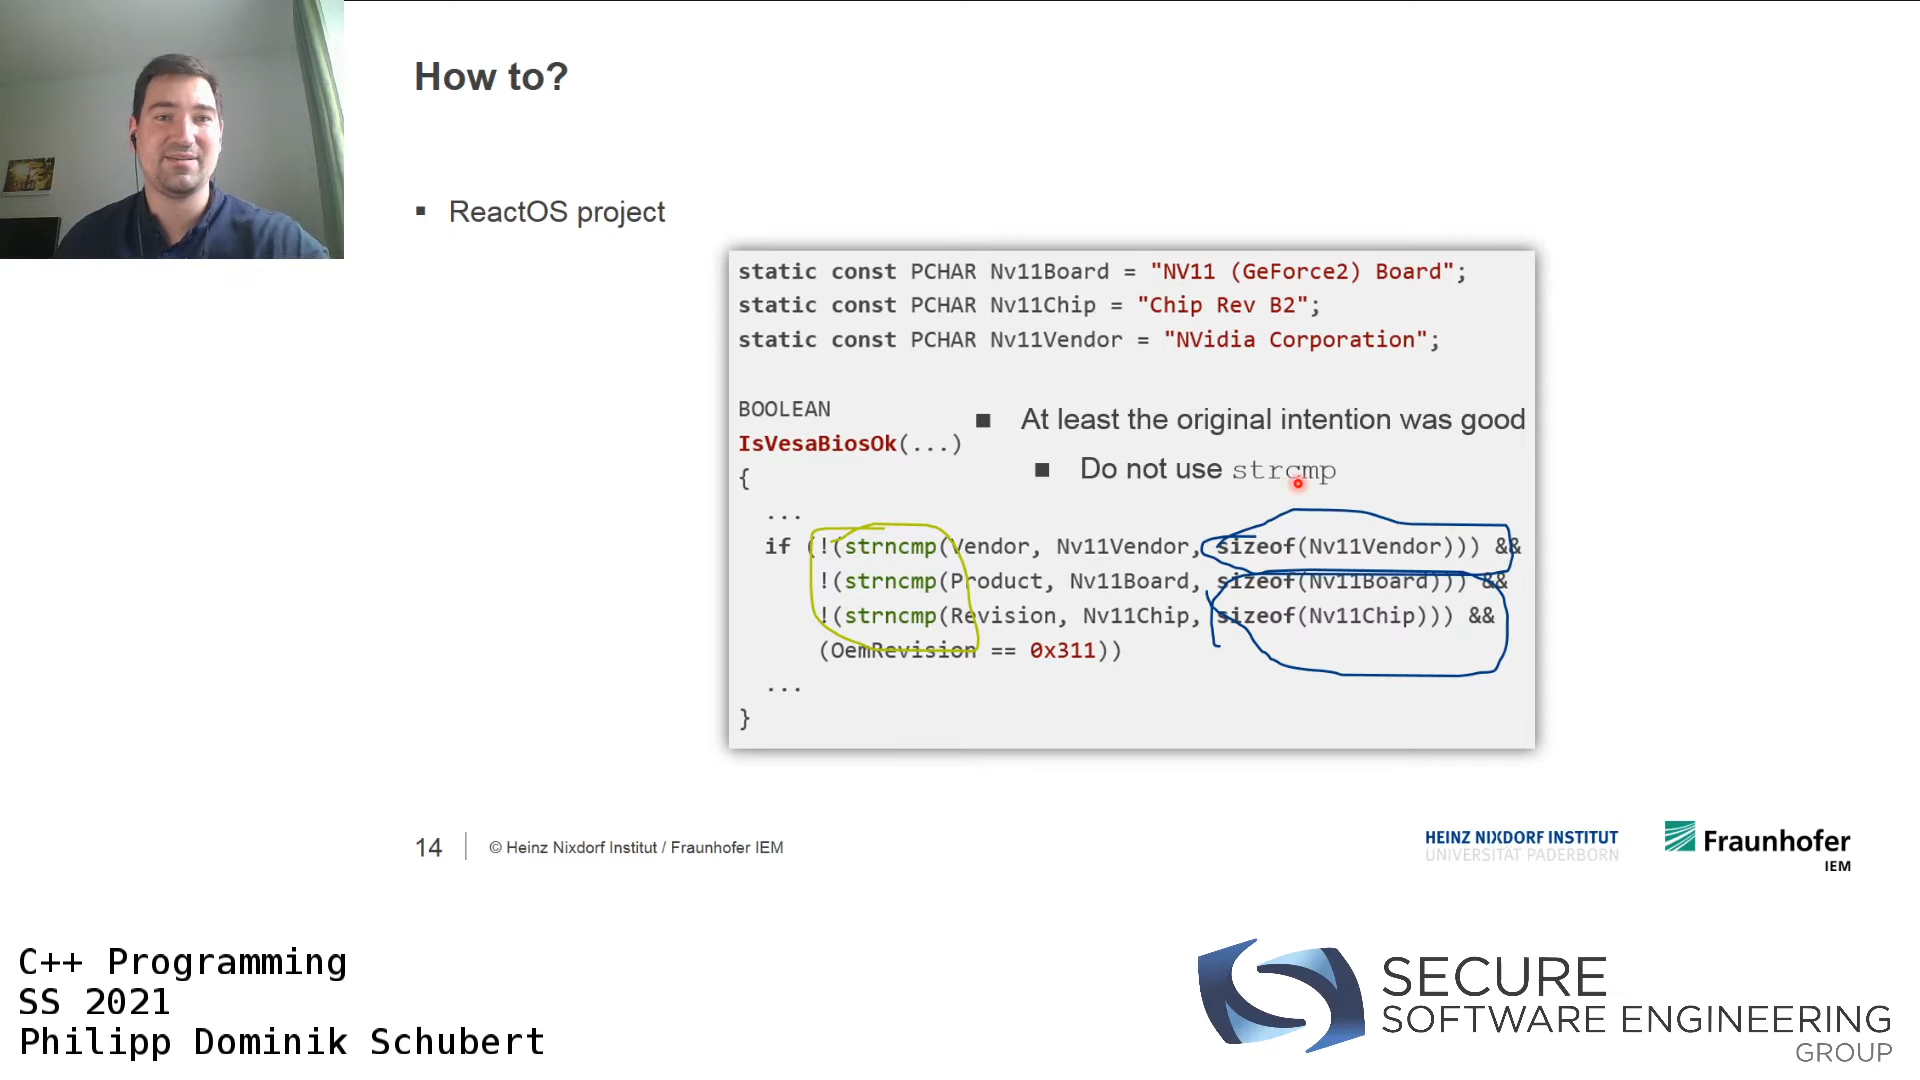 How to?
▪ ReactOS project
static const PCHAR Nv11Board = "NV11 (GeForce2) Board";
static const PCHAR Nv11Chip = "Chip Rev B2";
static const PCHAR Nv11Vendor = "NVidia Corporation";
BOOLEAN
IsVesaBiosOk(...)
{
■ At least the original intention was good
■ Do not use strcmp
...
if (!(strncmp(Vendor, Nv11Vendor, sizeof(Nv11Vendor))) &&
!(strncmp(Product, Nv11Board, sizeof(Nv11Board))) &&
!(strncmp(Revision, Nv11Chip, sizeof(Nv11Chip))) &&
(OemRevision == 0x311))
...
}
14 © Heinz Nixdorf Institut / Fraunhofer IEM
HEINZ NIXDORF INSTITUT
UNIVERSITÄT PADERBORN
Fraunhofer
IEM
C++ Programming
SS 2021
Philipp Dominik Schubert
SECURE
SOFTWARE ENGINEERING
GROUP